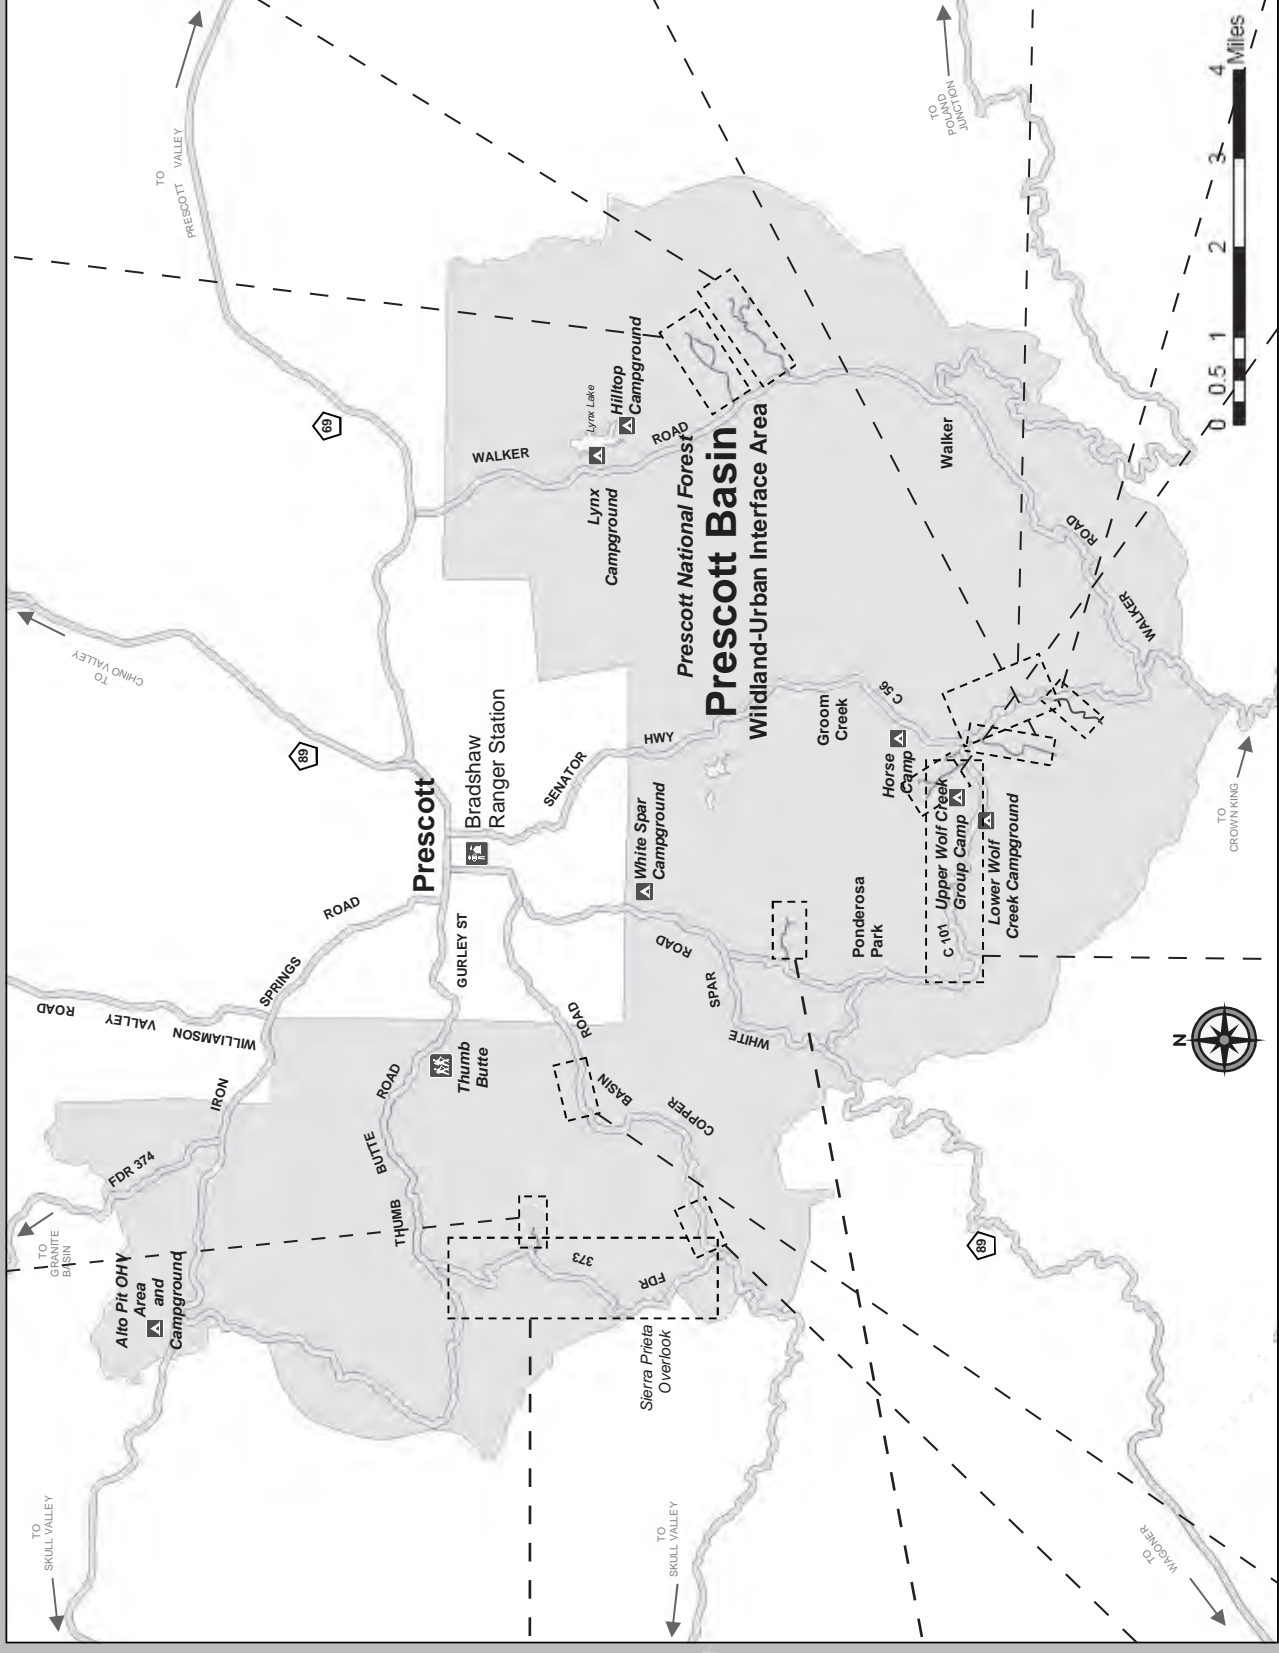 TO
SKULL VALLEY
TO
GRANITE
BASIN
Alto Pit OHV
Area
and
Campground
FDR 374
IRON
SPRINGS
ROAD
WILLIAMSON
VALLEY
ROAD
TO
CHINO VALLEY
89
TO
PRESCOTT VALLEY
69
THUMB
BUTTE
ROAD
Thumb
Butte
GURLEY ST
Prescott
Bradshaw
Ranger Station
SENATOR
HWY
WALKER
ROAD
Lynx
Campground
Lynx Lake
Hilltop
Campground
Prescott National Forest
Prescott Basin
Wildland-Urban Interface Area
COPPER
BASIN
ROAD
FDR
373
Sierra Prieta
Overlook
TO
SKULL VALLEY
White Spar
Campground
WHITE
SPAR
ROAD
Ponderosa
Park
Groom
Creek
C 56
Horse
Camp
Upper Wolf Creek
Group Camp
C 101
Lower Wolf
Creek Campground
Walker
WALKER
ROAD
TO
POLAND
JUNCTION
89
TO
WAGONER
TO
CROWN KING
N
0 0.5 1 2 3 4
Miles